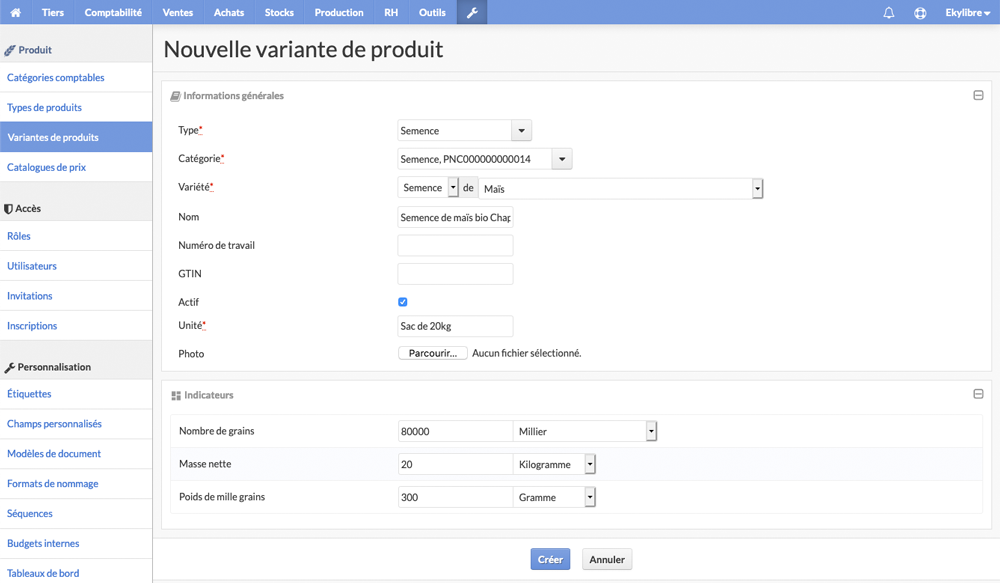 Tiers Comptabilité Ventes Achats Stocks Production RH Outils Ekylibre
Produit
Catégories comptables
Types de produits
Variantes de produits
Catalogues de prix
Accès
Rôles
Utilisateurs
Invitations
Inscriptions
Personnalisation
Étiquettes
Champs personnalisés
Modèles de document
Formats de nommage
Séquences
Budgets internes
Tableaux de bord
Nouvelle variante de produit
Informations générales
Type* Semence
Catégorie* Semence, PNC000000000014
Variété* Semence de Maïs
Nom Semence de maïs bio Chap
Numéro de travail
GTIN
Actif
Unité* Sac de 20kg
Photo Parcourir... Aucun fichier sélectionné.
Indicateurs
Nombre de grains 80000 Millier
Masse nette 20 Kilogramme
Poids de mille grains 300 Gramme
Créer Annuler